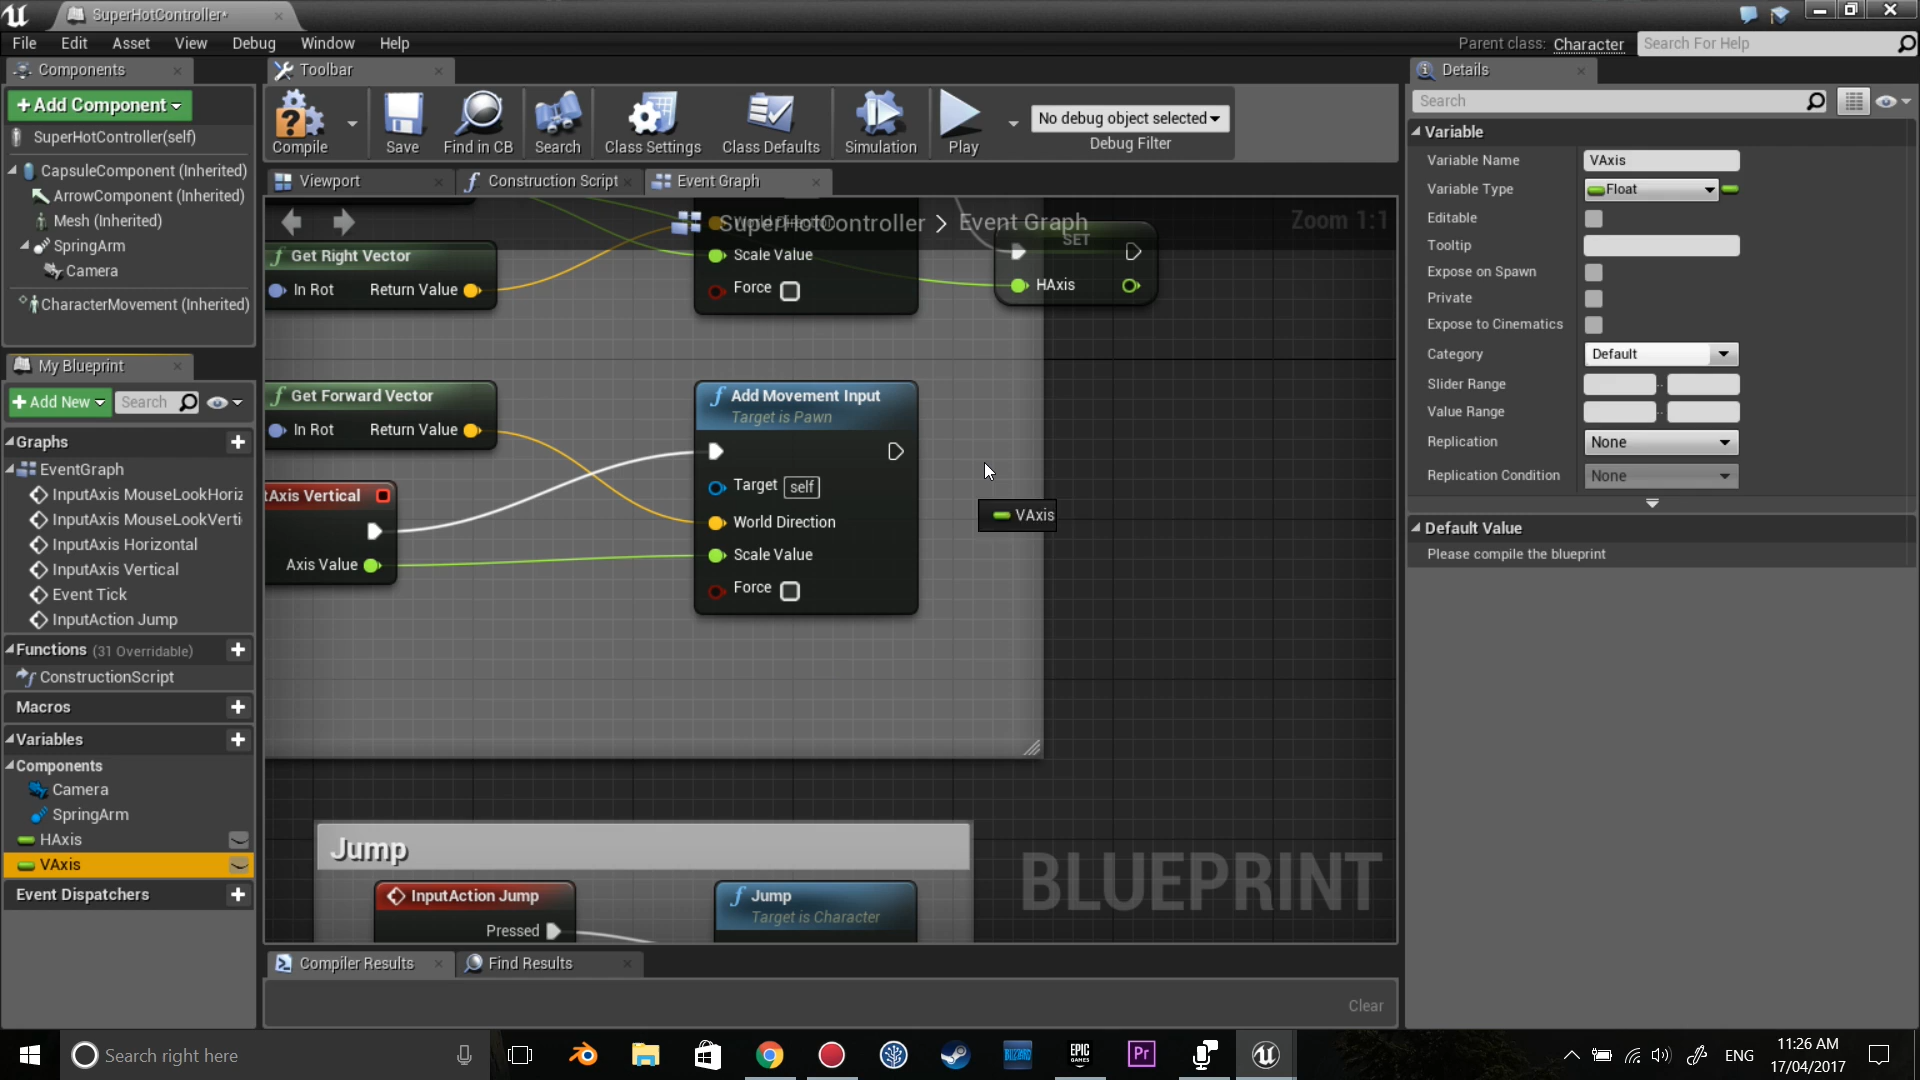 SuperHotController*
File Edit Asset View Debug Window Help
Parent class: Character
Search For Help
Components
Add Component
SuperHotController(self)
CapsuleComponent (Inherited)
ArrowComponent (Inherited)
Mesh (Inherited)
SpringArm
Camera
CharacterMovement (Inherited)
My Blueprint
Add New
Search
Graphs
EventGraph
InputAxis MouseLookHoriz
InputAxis MouseLookVerti
InputAxis Horizontal
InputAxis Vertical
Event Tick
InputAction Jump
Functions (31 Overridable)
ConstructionScript
Macros
Variables
Components
Camera
SpringArm
HAxis
VAxis
Event Dispatchers
Toolbar
Compile
Save
Find in CB
Search
Class Settings
Class Defaults
Simulation
Play
No debug object selected
Debug Filter
Viewport
Construction Script
Event Graph
SuperHotController > Event Graph
Zoom 1:1
Get Right Vector
In Rot
Return Value
Scale Value
Force
SET
HAxis
Get Forward Vector
In Rot
Return Value
tAxis Vertical
Axis Value
Add Movement Input
Target is Pawn
Target
self
World Direction
Scale Value
Force
VAxis
Jump
InputAction Jump
Pressed
Jump
Target is Character
BLUEPRINT
Compiler Results
Find Results
Clear
Details
Search
Variable
Variable Name
VAxis
Variable Type
Float
Editable
Tooltip
Expose on Spawn
Private
Expose to Cinematics
Category
Default
Slider Range
Value Range
Replication
None
Replication Condition
None
Default Value
Please compile the blueprint
Search right here
BLIZZARD
EPIC
GAMES
Pr
ENG
11:26 AM
17/04/2017